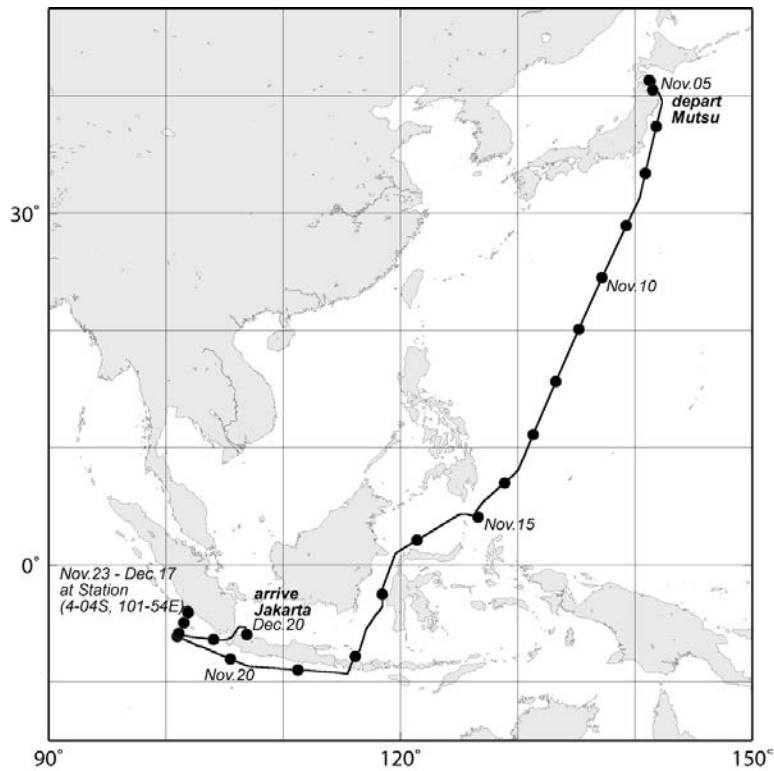 Nov.05
depart
Mutsu
30°
Nov.10
Nov.15
0°
Nov.23 - Dec.17
at Station
(4-04S, 101-54E)
arrive
Jakarta
Dec.20
Nov.20
90°
120°
150°